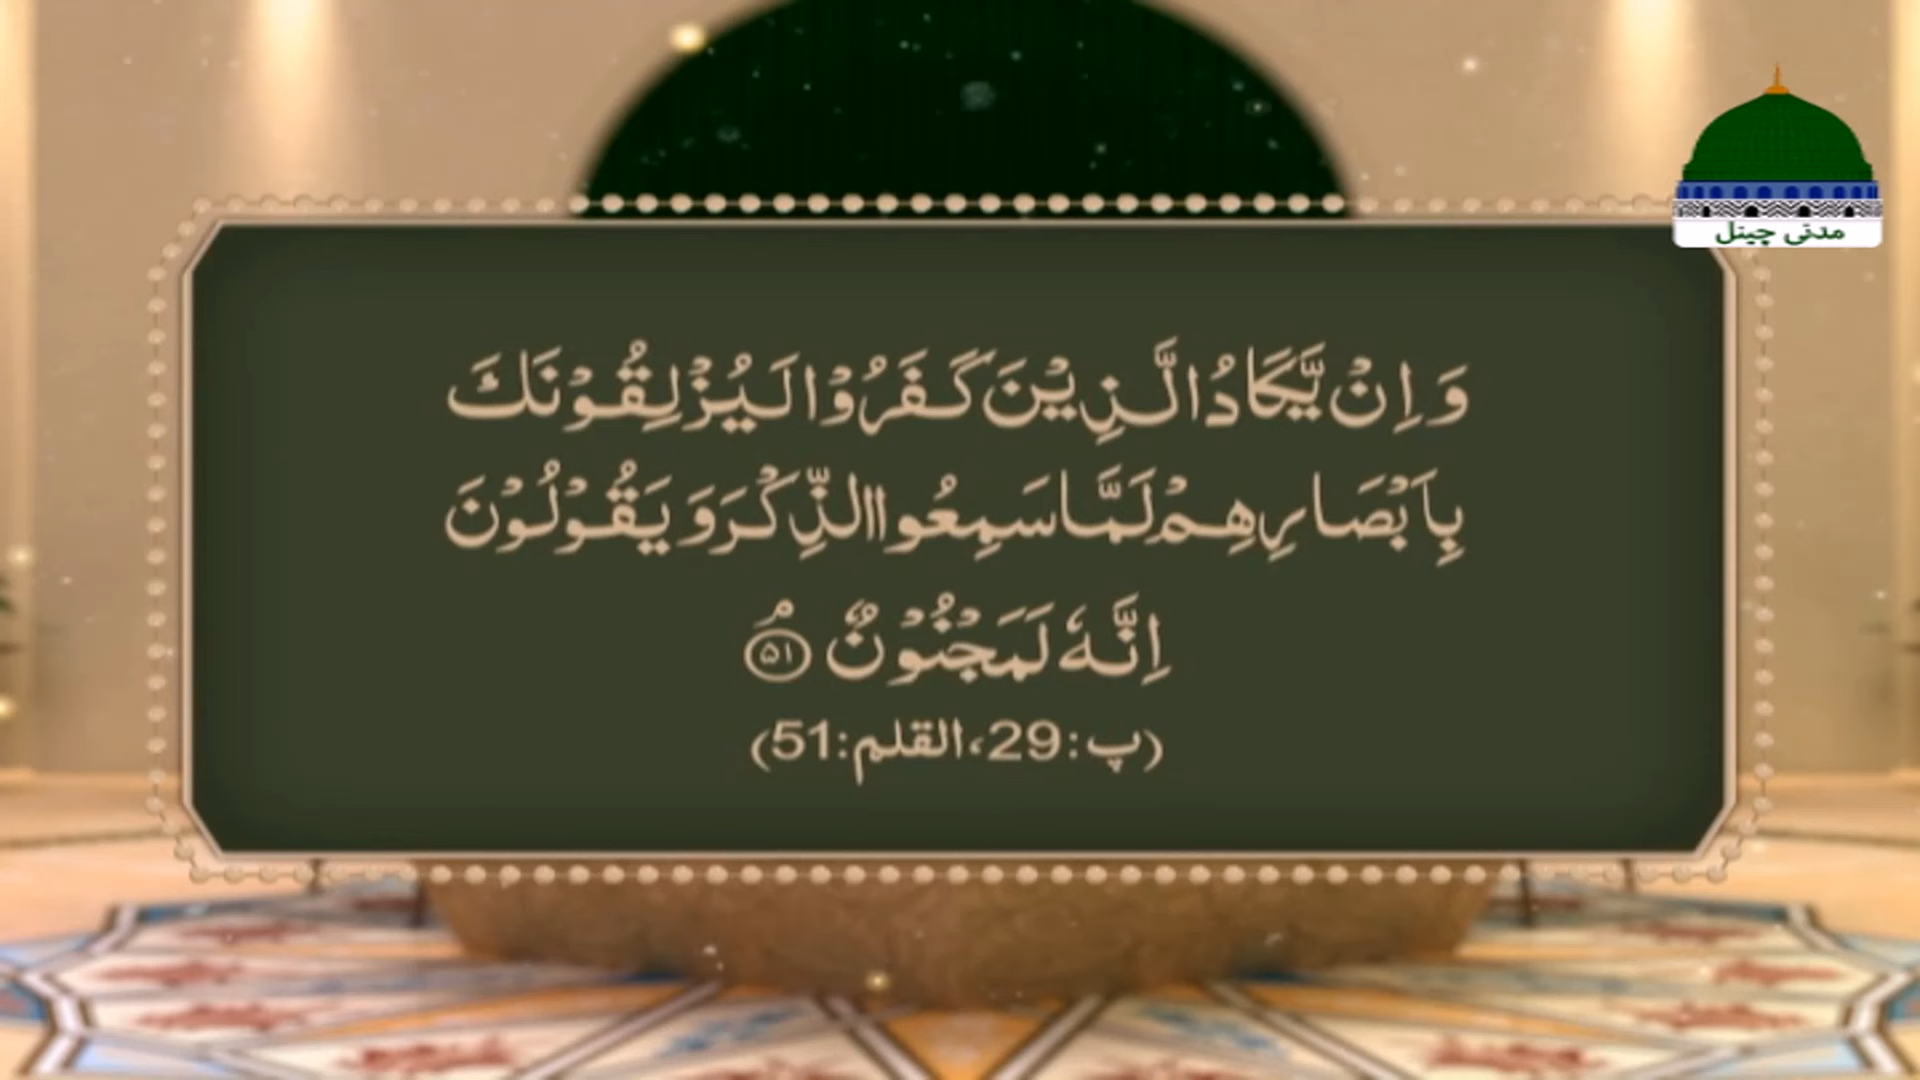 مدنی چینل
وَ اِنْ یَّكَادُ الَّذِیْنَ كَفَرُوْا لَیُزْلِقُوْنَكَ
بِاَبْصَارِهِمْ لَمَّا سَمِعُوا الذِّكْرَ وَ یَقُوْلُوْنَ
اِنَّهٗ لَمَجْنُوْنٌۘ ﴿۵۱﴾
(پ:29،القلم:51)